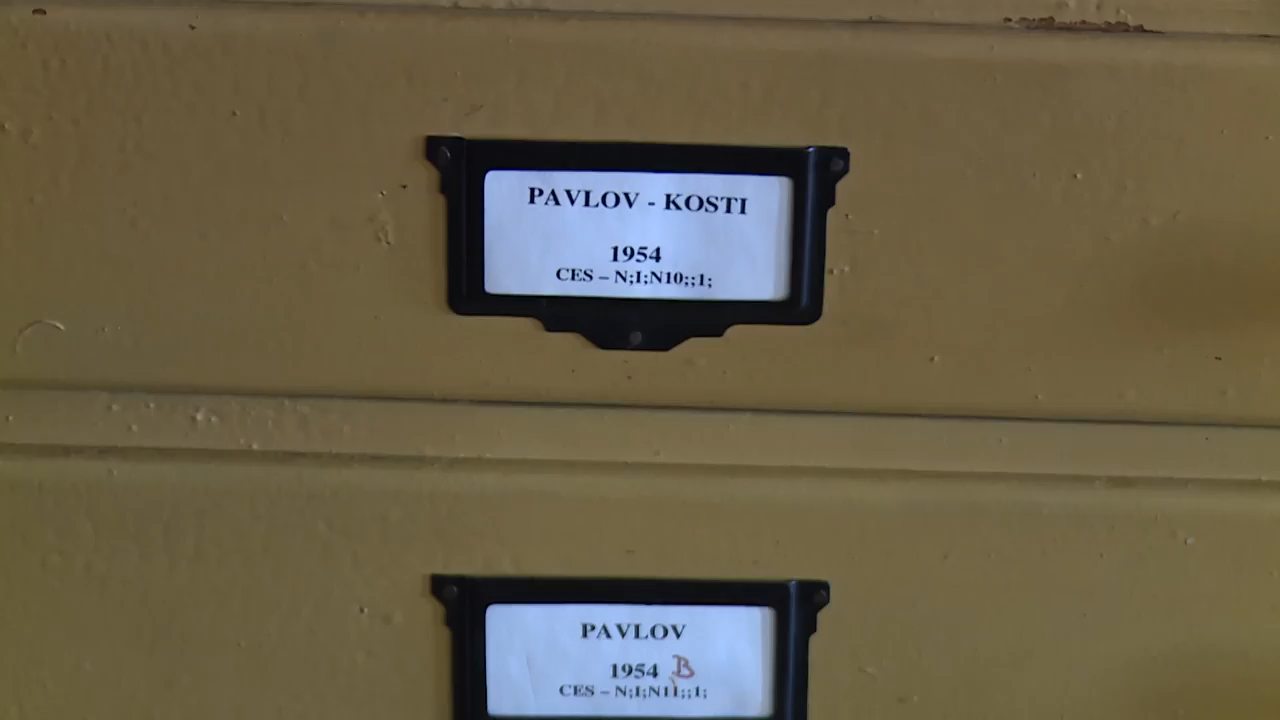 PAVLOV - KOSTI
1954
CES – N;I;N10;;1;
PAVLOV
1954 B
CES – N;I;N11;;1;